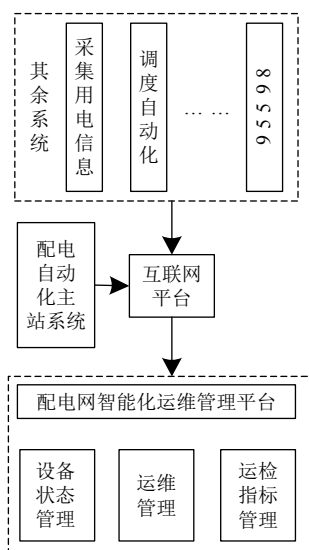 其余系统
采集用电信息
调度自动化
… …
95598
配电
自动
化主
站系统
互联网
平台
配电网智能化运维管理平台
设备
状态
管理
运维
管理
运检
指标
管理